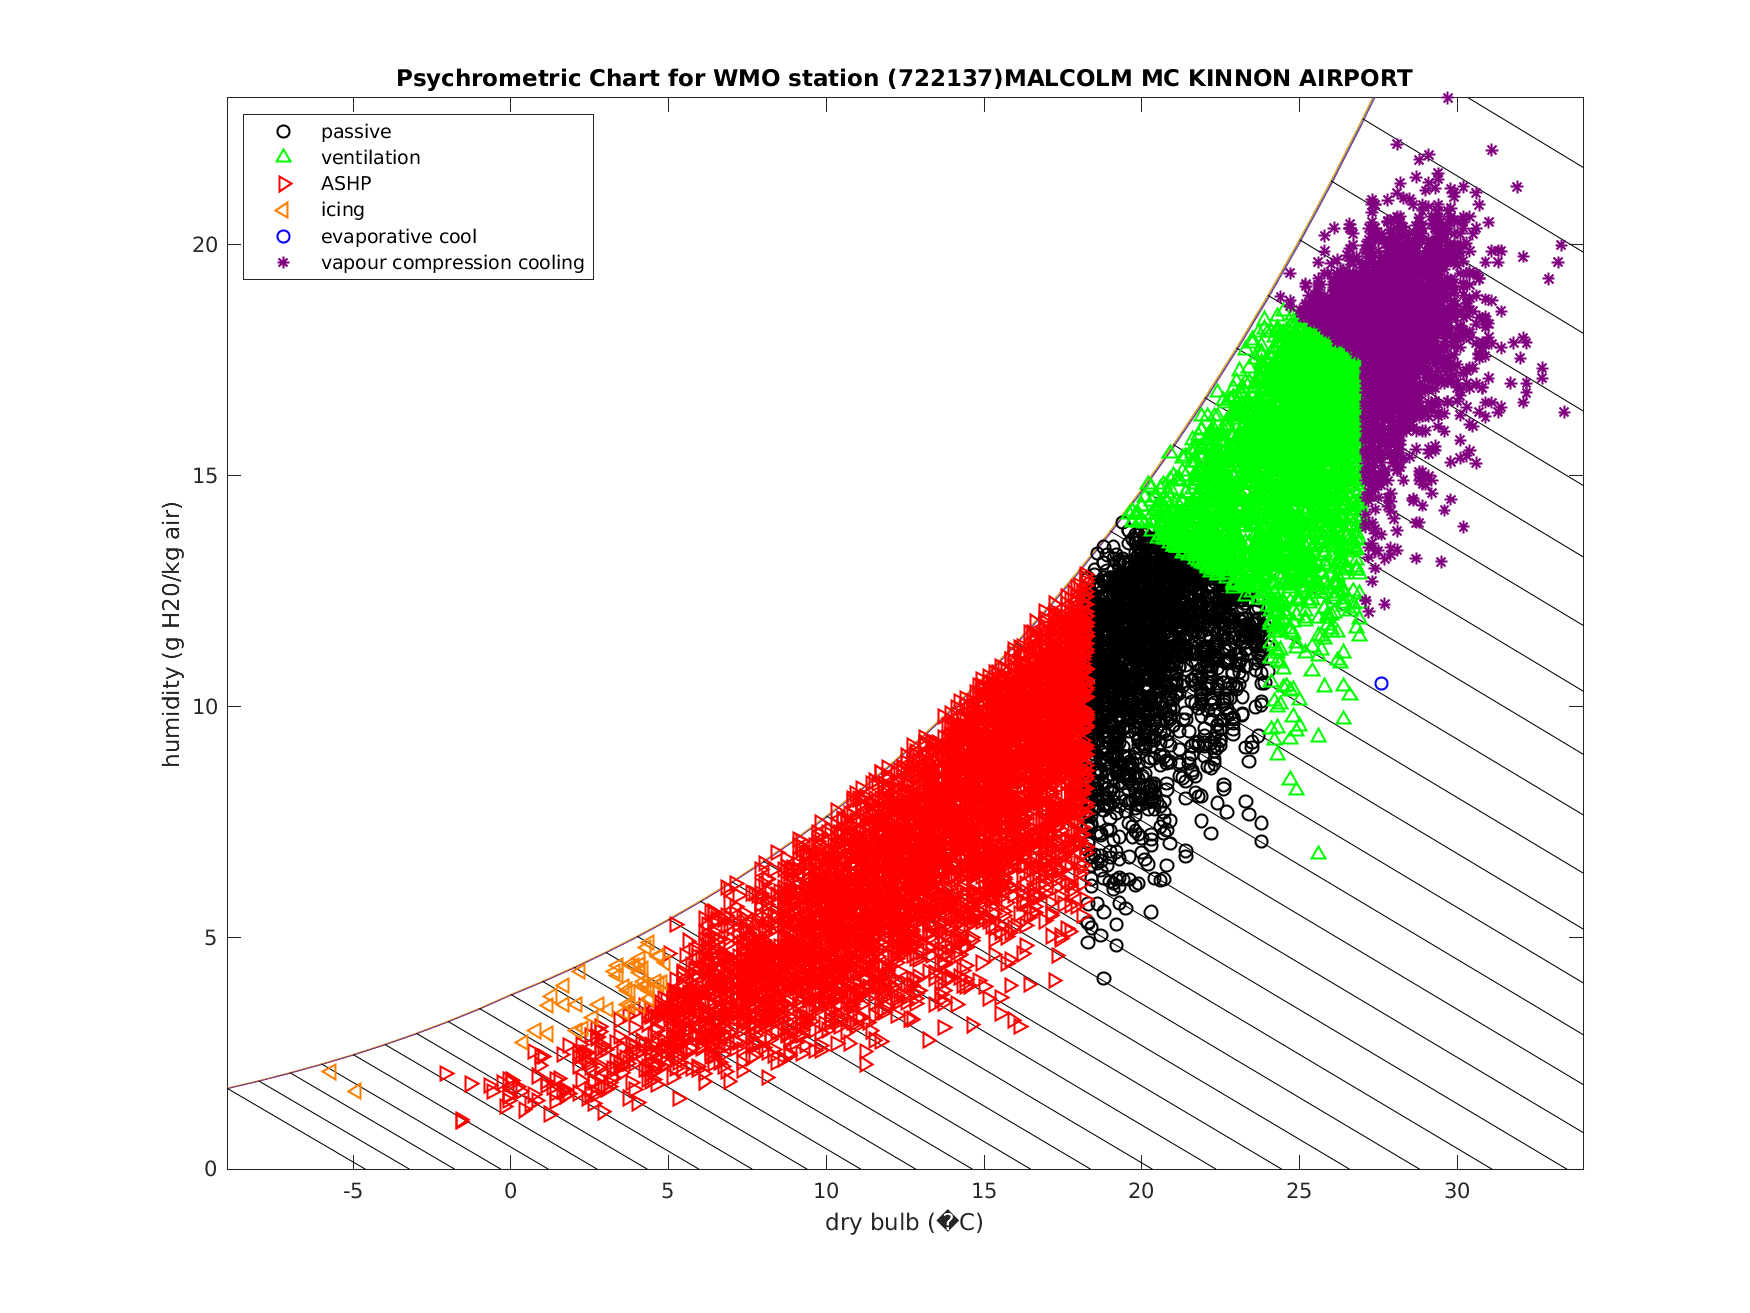 Psychrometric Chart for WMO station (722137)MALCOLM MC KINNON AIRPORT
passive
ventilation
ASHP
icing
evaporative cool
vapour compression cooling
humidity (g H20/kg air)
20
15
10
5
0
-5
0
5
10
15
20
25
30
dry bulb (�C)